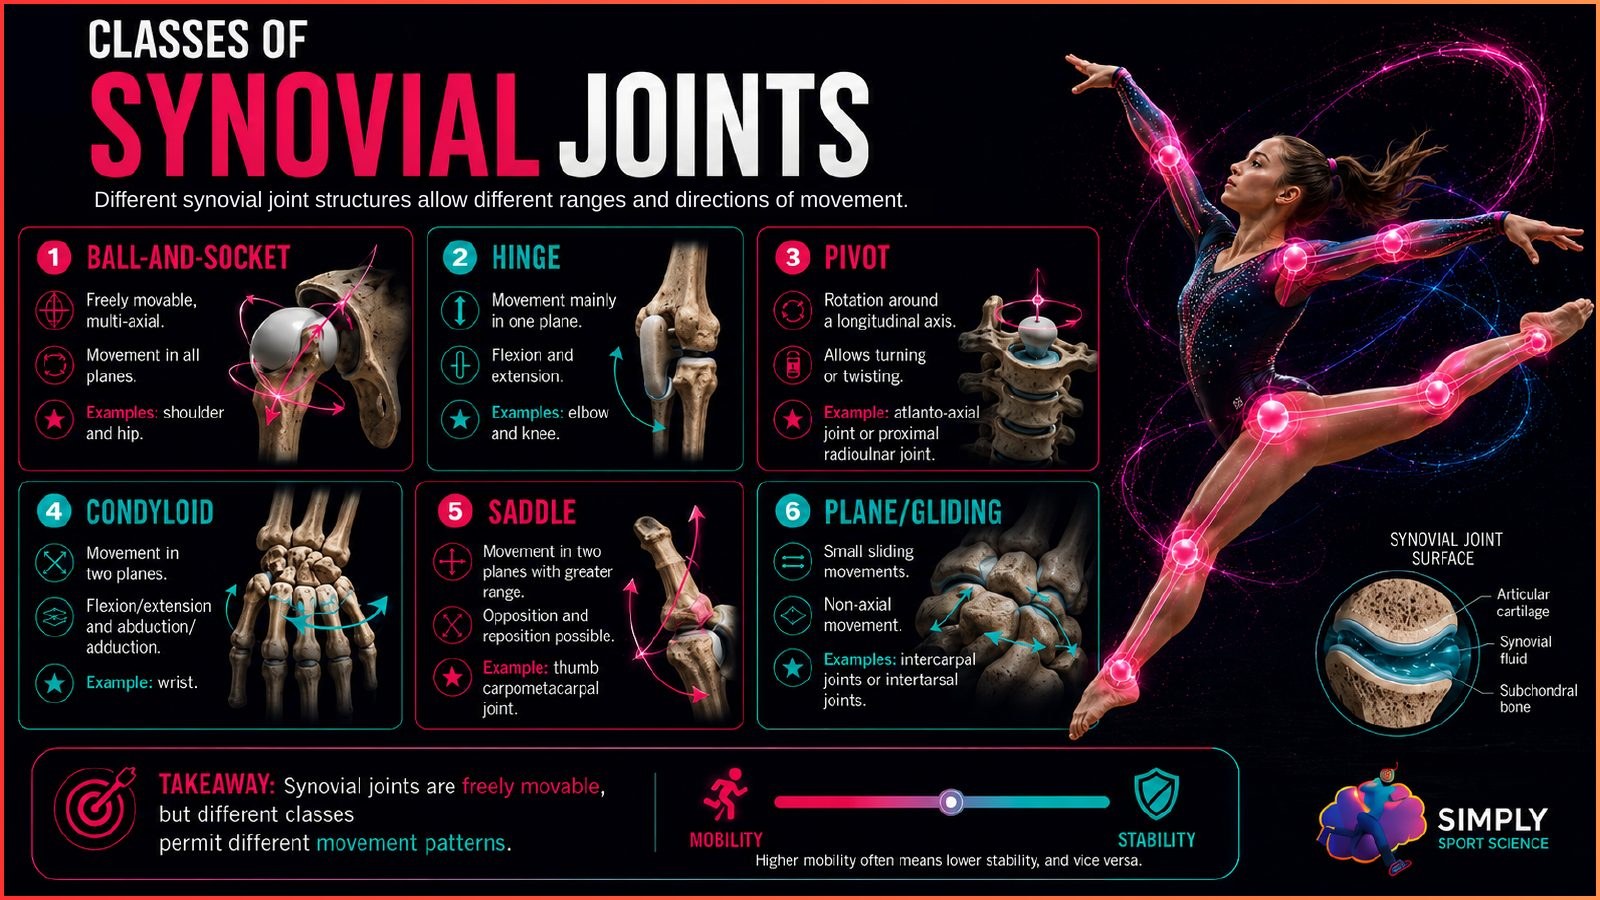 CLASSES OF
SYNOVIAL JOINTS
Different synovial joint structures allow different ranges and directions of movement.
1 BALL-AND-SOCKET
Freely movable,
multi-axial.
Movement in all
planes.
Examples: shoulder
and hip.
2 HINGE
Movement mainly
in one plane.
Flexion and
extension.
Examples: elbow
and knee.
3 PIVOT
Rotation around
a longitudinal axis.
Allows turning
or twisting.
Example: atlanto-axial
joint or proximal
radioulnar joint.
4 CONDYLOID
Movement in
two planes.
Flexion/extension
and abduction/
adduction.
Example: wrist.
5 SADDLE
Movement in two
planes with greater
range.
Opposition and
reposition possible.
Example: thumb
carpometacarpal
joint.
6 PLANE/GLIDING
Small sliding
movements.
Non-axial
movement.
Examples: intercarpal
joints or intertarsal
joints.
SYNOVIAL JOINT
SURFACE
Articular
cartilage
Synovial
fluid
Subchondral
bone
TAKEAWAY: Synovial joints are freely movable,
but different classes
permit different movement patterns.
MOBILITY
STABILITY
Higher mobility often means lower stability, and vice versa.
SIMPLY
SPORT SCIENCE